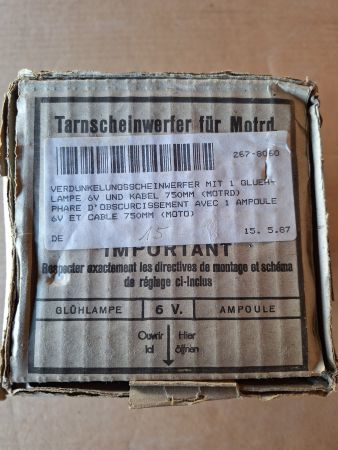 Tarnscheinwerfer für Motrd.
267-8060
VERDUNKELUNGSSCHEINWERFER MIT 1 GLUEH-
LAMPE 6V UND KABEL 750MM (MOTRD)
PHARE D'OBSCURCISSEMENT AVEC 1 AMPOULE
6V ET CABLE 750MM (MOTO)
DE 15 15. 5.87
IMPORTANT
Respecter exactement les directives de montage et schéma
de réglage ci-inclus
GLÜHLAMPE 6 V. AMPOULE
Ouvrir Hier
ici öffnen